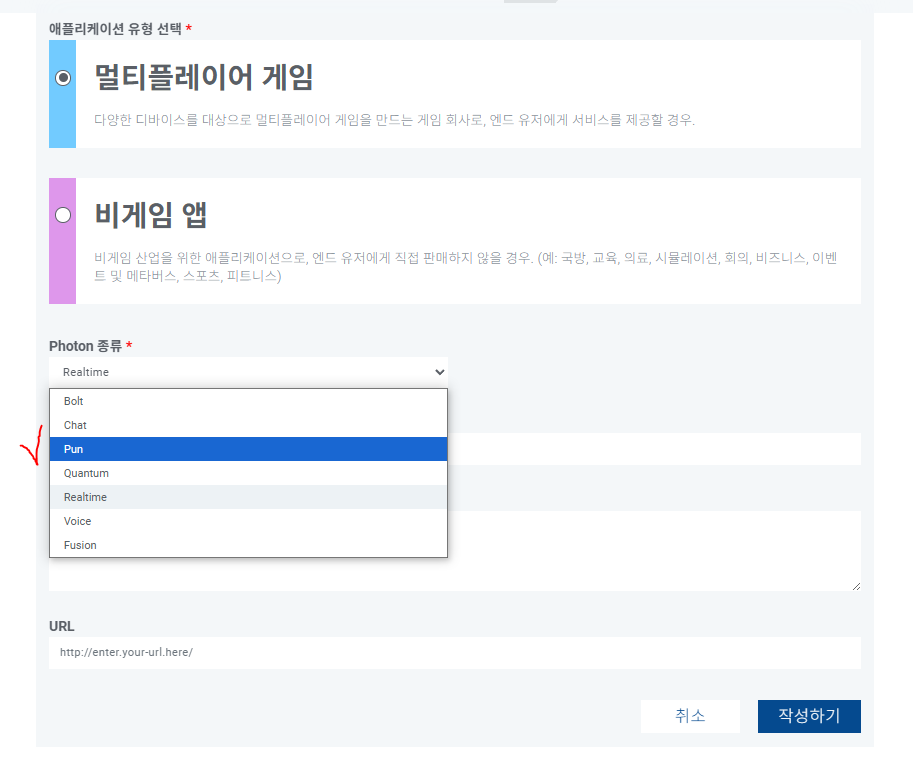 애플리케이션 유형 선택 *
멀티플레이어 게임
다양한 디바이스를 대상으로 멀티플레이어 게임을 만드는 게임 회사로, 엔드 유저에게 서비스를 제공할 경우.
비게임 앱
비게임 산업을 위한 애플리케이션으로, 엔드 유저에게 직접 판매하지 않을 경우. (예: 국방, 교육, 의료, 시뮬레이션, 회의, 비즈니스, 이벤
트 및 메타버스, 스포츠, 피트니스)
Photon 종류 *
Realtime
Bolt
Chat
Pun
Quantum
Realtime
Voice
Fusion
URL
http://enter.your-url.here/
취소
작성하기